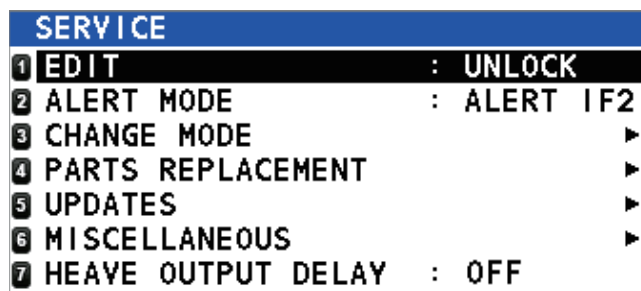 SERVICE
1 EDIT : UNLOCK
2 ALERT MODE : ALERT IF2
3 CHANGE MODE ▶
4 PARTS REPLACEMENT ▶
5 UPDATES ▶
6 MISCELLANEOUS ▶
7 HEAVE OUTPUT DELAY : OFF